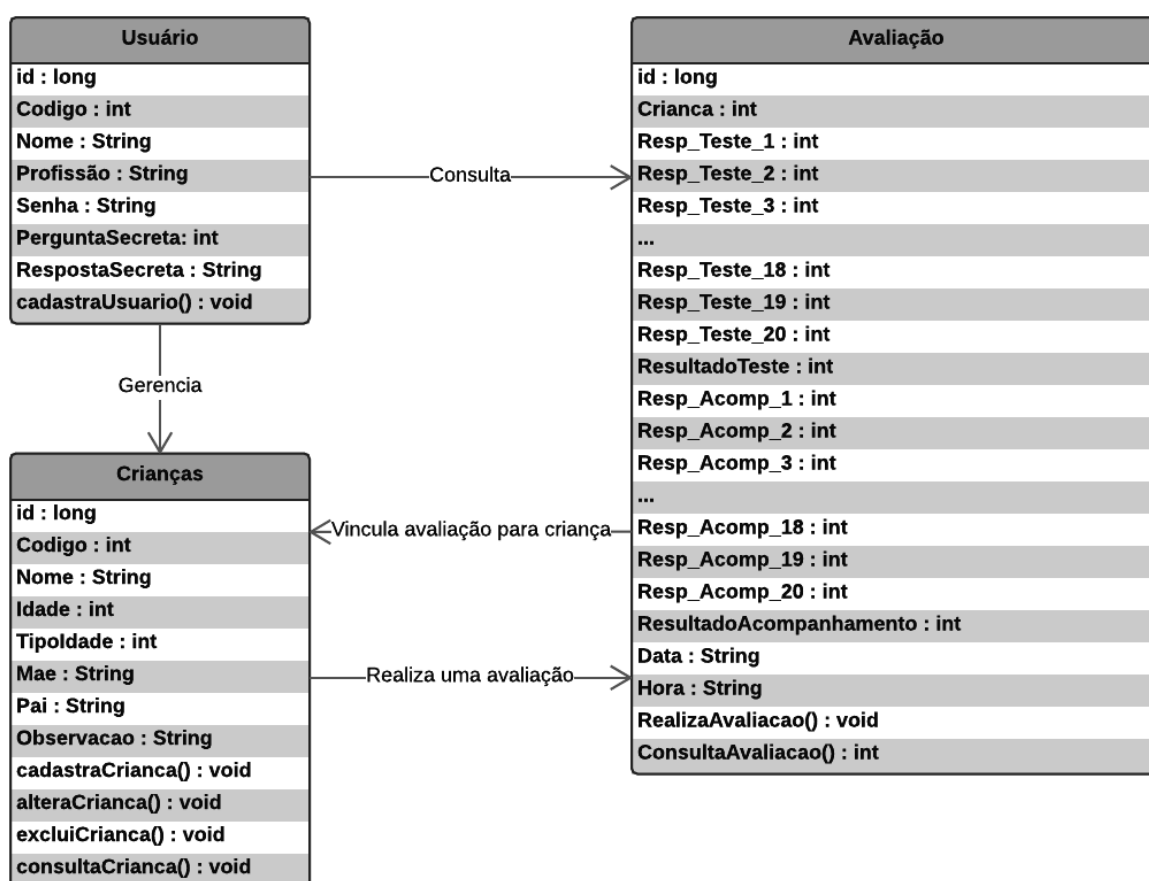 Usuário
id : long
Codigo : int
Nome : String
Profissão : String
Senha : String
PerguntaSecreta: int
RespostaSecreta : String
cadastraUsuario() : void
Consulta
Gerencia
Avaliação
id : long
Crianca : int
Resp_Teste_1 : int
Resp_Teste_2 : int
Resp_Teste_3 : int
...
Resp_Teste_18 : int
Resp_Teste_19 : int
Resp_Teste_20 : int
ResultadoTeste : int
Resp_Acomp_1 : int
Resp_Acomp_2 : int
Resp_Acomp_3 : int
...
Resp_Acomp_18 : int
Resp_Acomp_19 : int
Resp_Acomp_20 : int
ResultadoAcompanhamento : int
Data : String
Hora : String
RealizaAvaliacao() : void
ConsultaAvaliacao() : int
Crianças
id : long
Codigo : int
Nome : String
Idade : int
TipoIdade : int
Mae : String
Pai : String
Observacao : String
cadastraCrianca() : void
alteraCrianca() : void
excluiCrianca() : void
consultaCrianca() : void
Vincula avaliação para criança
Realiza uma avaliação